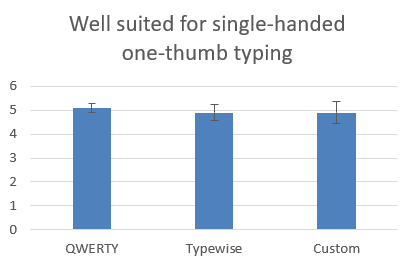 Well suited for single-handed
one-thumb typing
6
5
4
3
2
1
0
QWERTY Typewise Custom